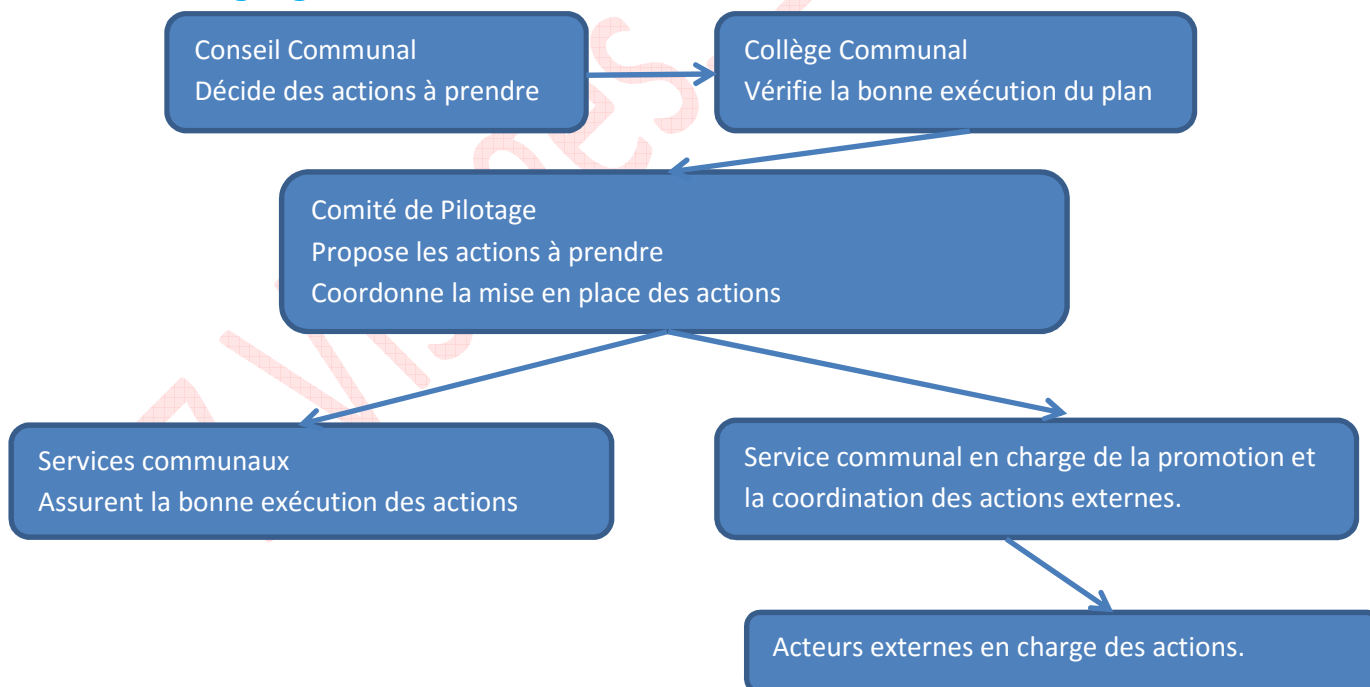 Conseil Communal
Décide des actions à prendre
Collège Communal
Vérifie la bonne exécution du plan
Comité de Pilotage
Propose les actions à prendre
Coordonne la mise en place des actions
Services communaux
Assurent la bonne exécution des actions
Service communal en charge de la promotion et
la coordination des actions externes.
Acteurs externes en charge des actions.